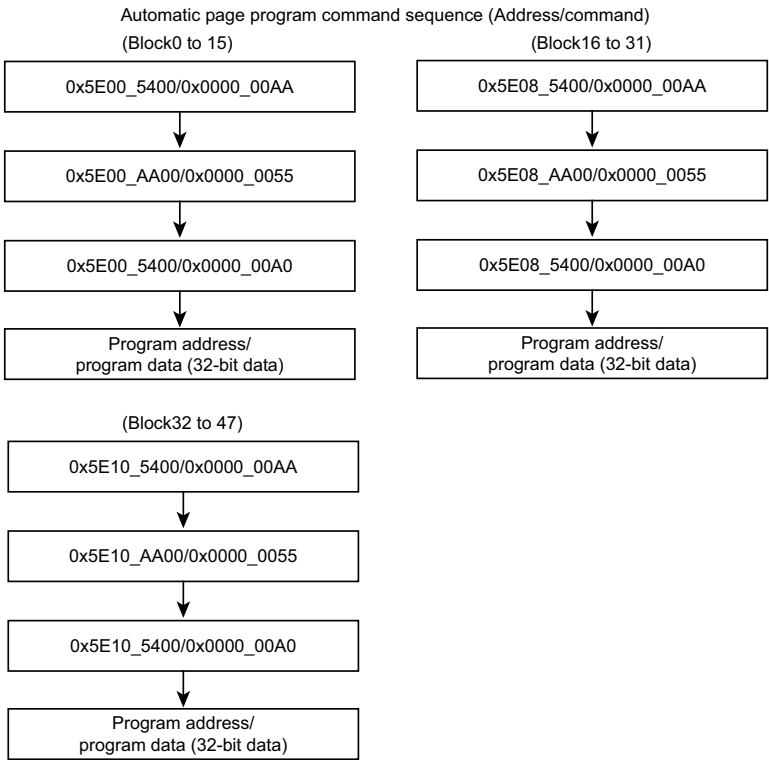 Automatic page program command sequence (Address/command)
(Block0 to 15)
0x5E00_5400/0x0000_00AA
0x5E00_AA00/0x0000_0055
0x5E00_5400/0x0000_00A0
Program address/
program data (32-bit data)
(Block16 to 31)
0x5E08_5400/0x0000_00AA
0x5E08_AA00/0x0000_0055
0x5E08_5400/0x0000_00A0
Program address/
program data (32-bit data)
(Block32 to 47)
0x5E10_5400/0x0000_00AA
0x5E10_AA00/0x0000_0055
0x5E10_5400/0x0000_00A0
Program address/
program data (32-bit data)